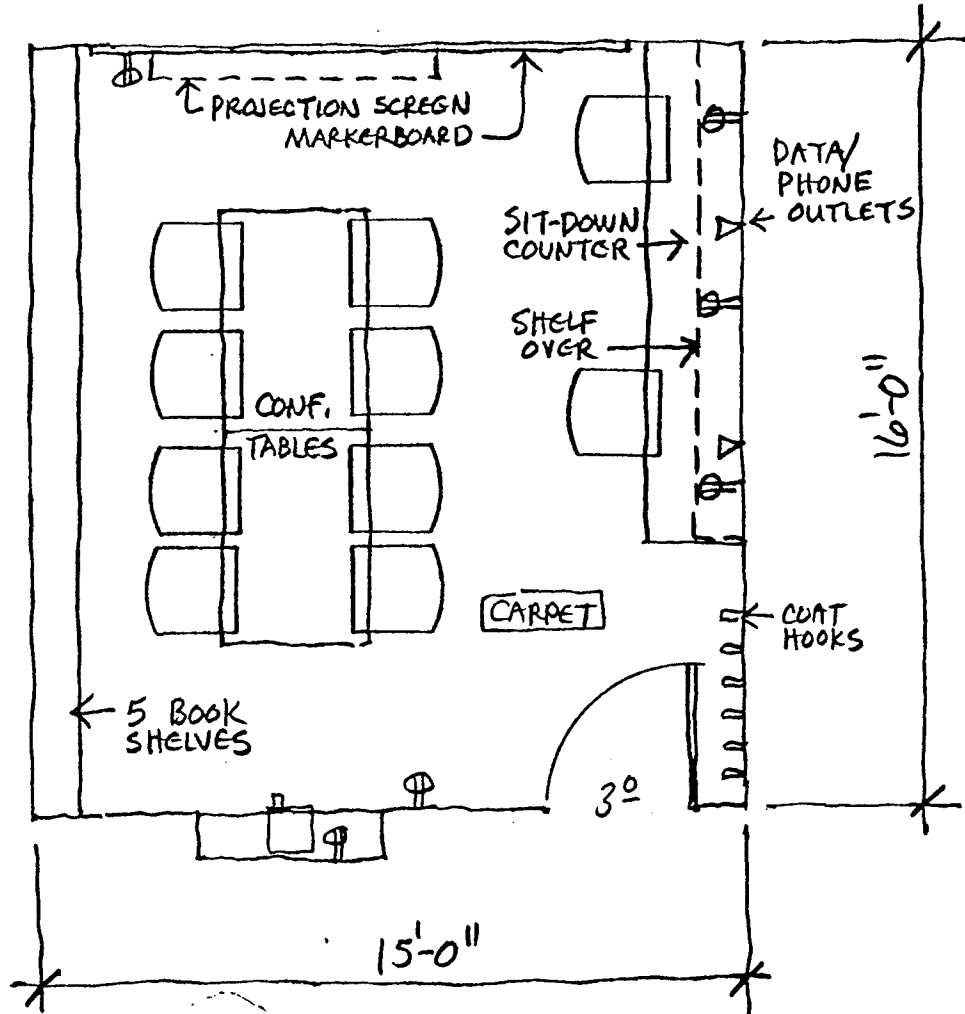 PROJECTION SCREEN
MARKERBOARD
DATA/
PHONE
OUTLETS
SIT-DOWN
COUNTER
SHELF
OVER
16'-0"
CONF.
TABLES
CARPET
COAT
HOOKS
5 BOOK
SHELVES
3º
15'-0"